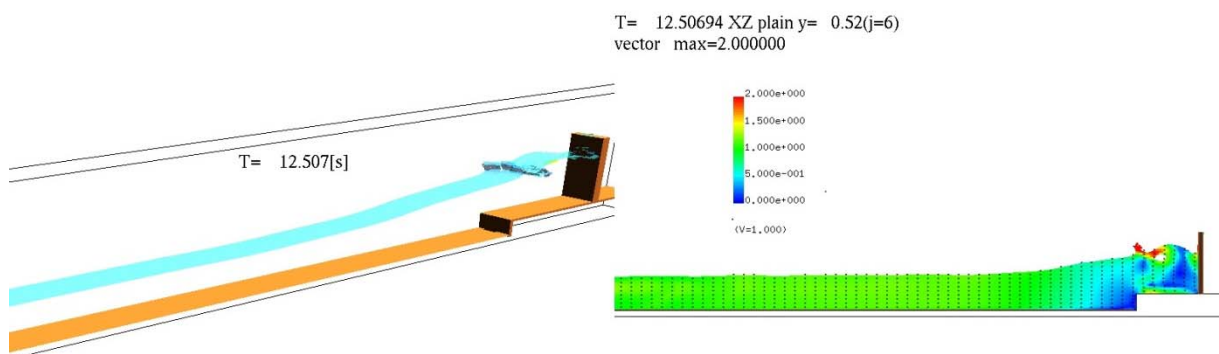 T= 12.507[s]
T= 12.50694 XZ plain y= 0.52(j=6)
vector max=2.000000
2.000e+000
1.500e+000
1.000e+000
5.000e-001
0.000e+000
(V=1.000)